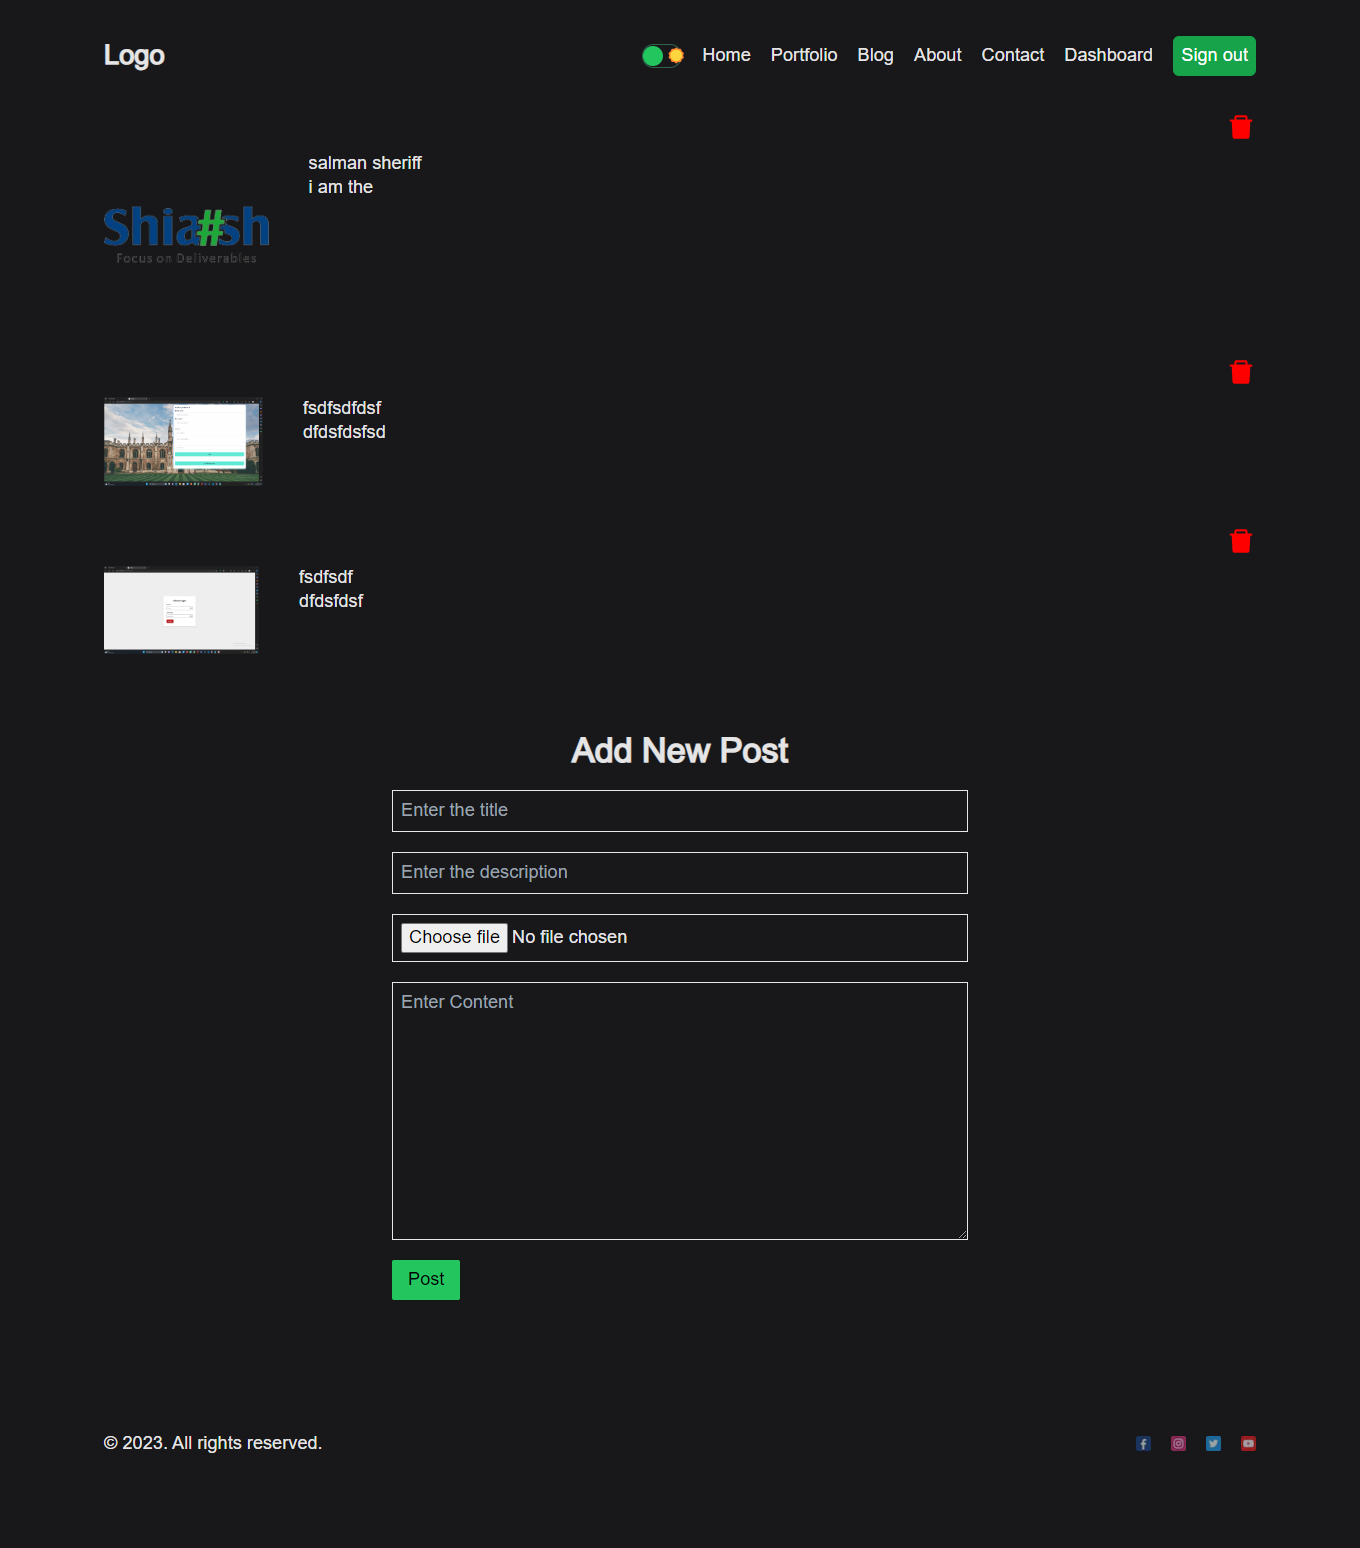 Logo
Home Portfolio Blog About Contact Dashboard Sign out
salman sheriff
i am the
Shia#sh
Focus on Deliverables
fsdfsdfdsf
dfdsfdsfsd
fsdfsdf
dfdsfdsf
Add New Post
Enter the title
Enter the description
Choose file No file chosen
Enter Content
Post
© 2023. All rights reserved.